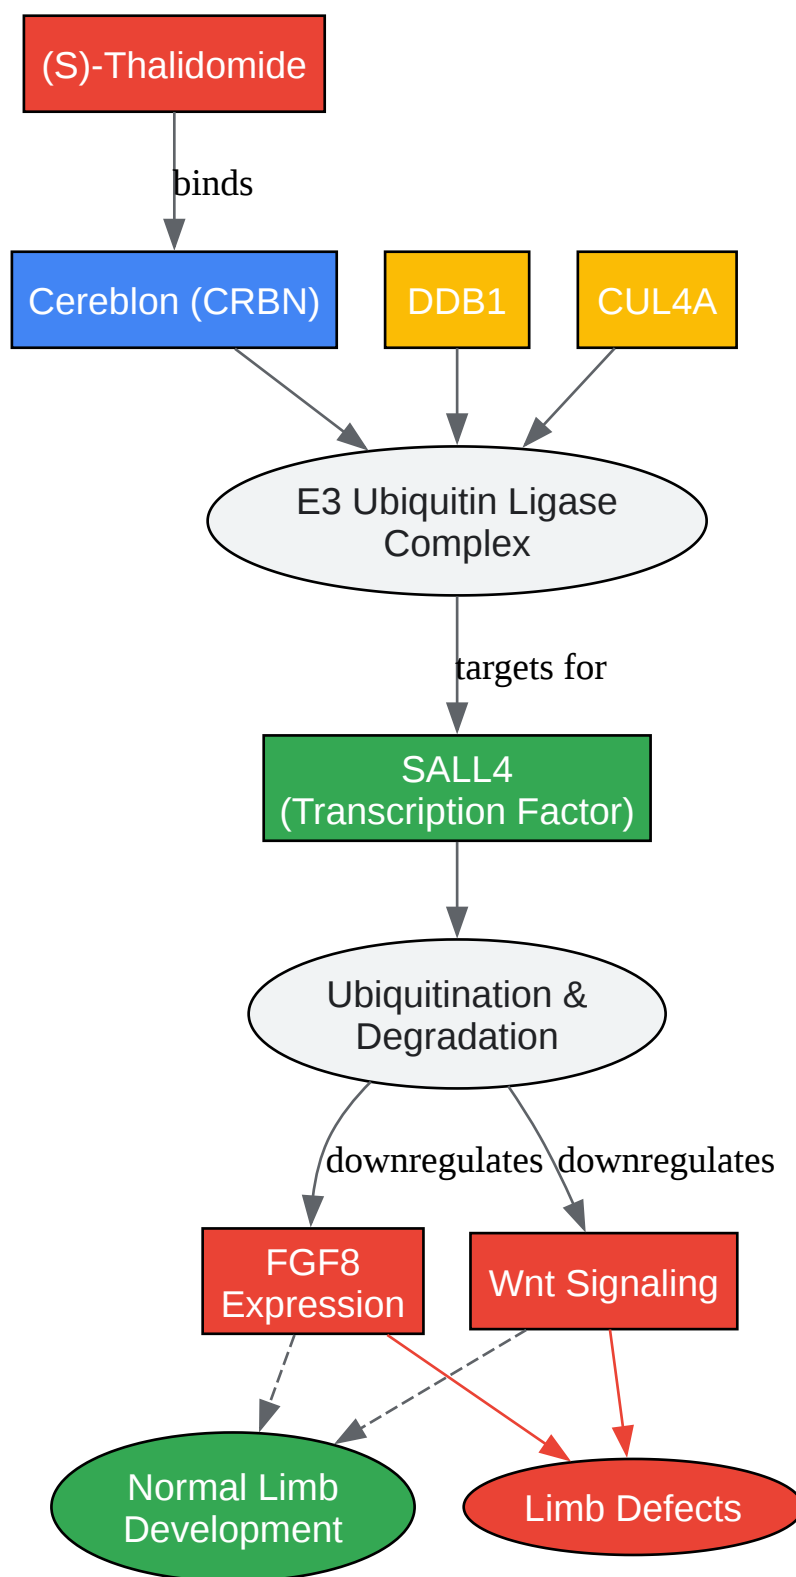 (S)-Thalidomide
binds
Cereblon (CRBN)
DDB1
CUL4A
E3 Ubiquitin Ligase
Complex
targets for
SALL4
(Transcription Factor)
Ubiquitination &
Degradation
downregulates
downregulates
FGF8
Expression
Wnt Signaling
Normal Limb
Development
Limb Defects